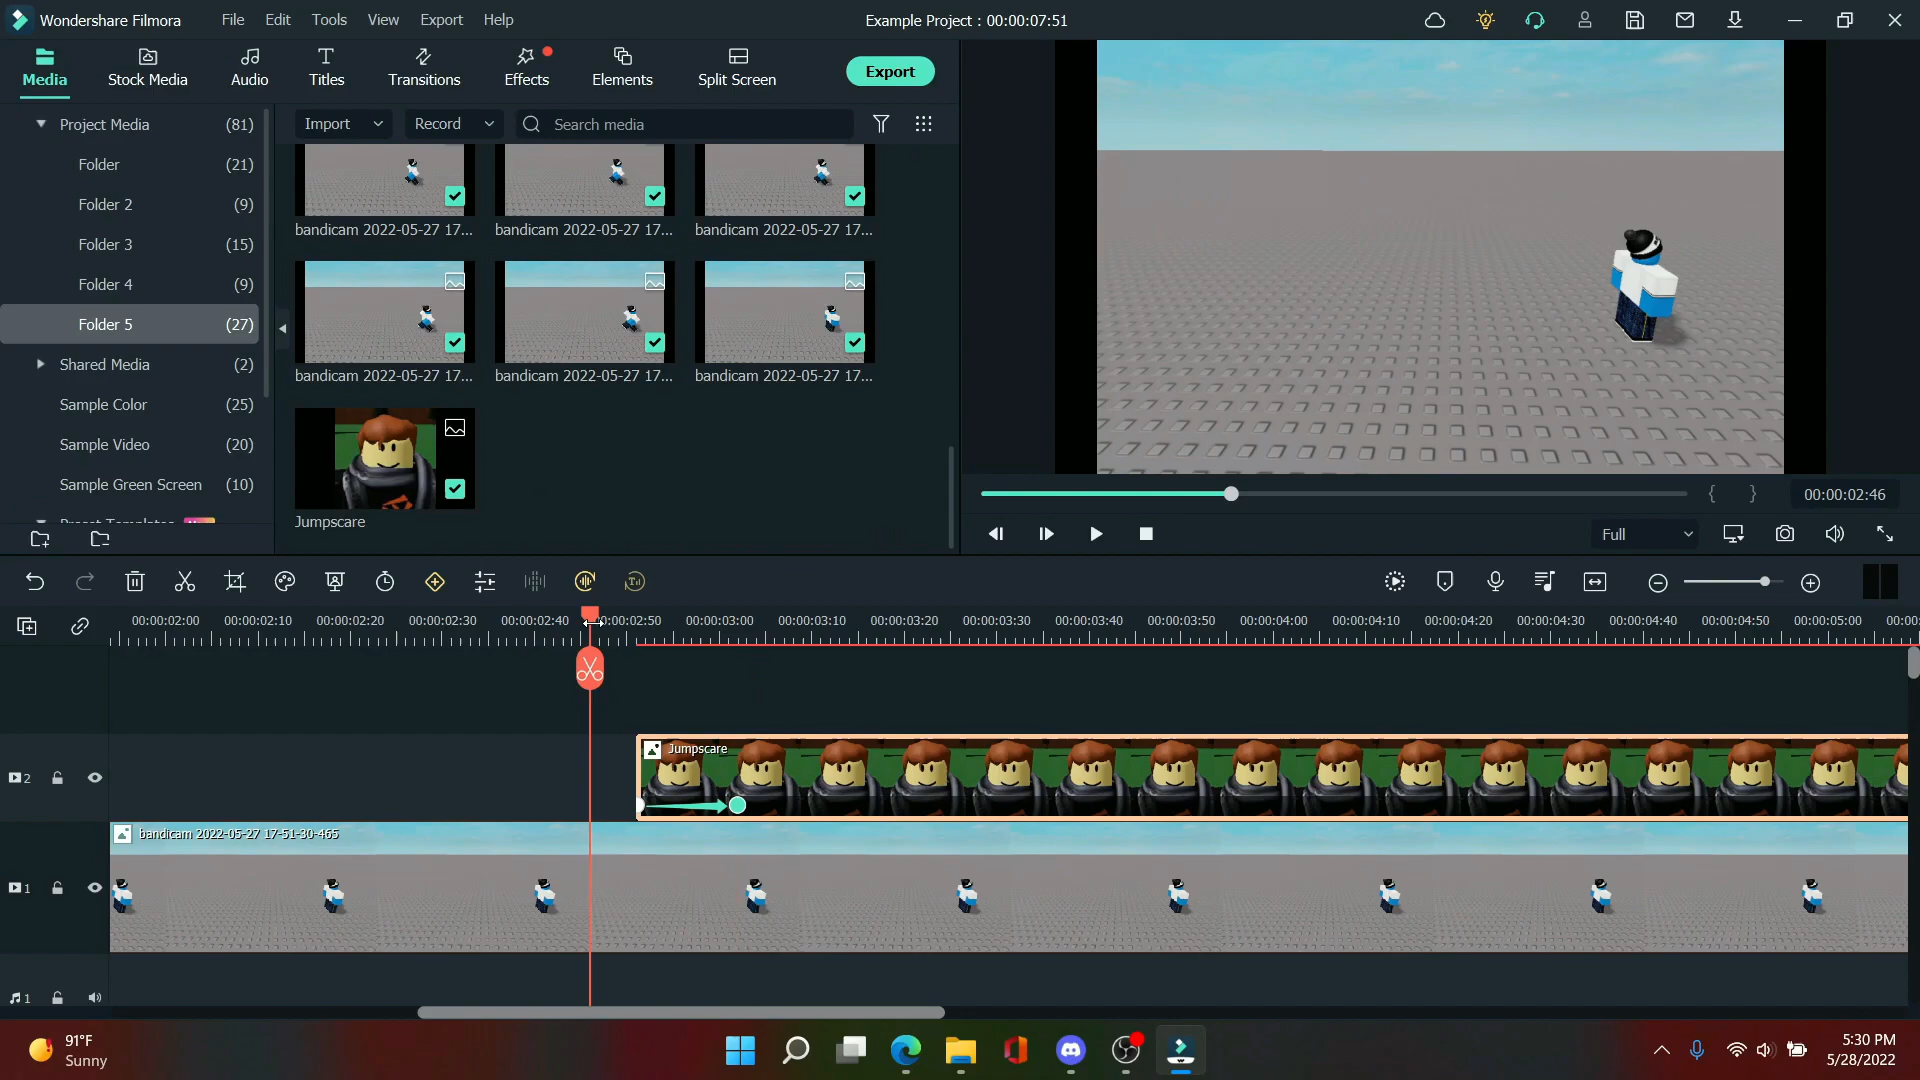 Wondershare Filmora
File
Edit
Tools
View
Export
Help
Example Project : 00:00:07:51
Media
Stock Media
Audio
Titles
Transitions
Effects
Elements
Split Screen
Export
Project Media (81)
Folder (21)
Folder 2 (9)
Folder 3 (15)
Folder 4 (9)
Folder 5 (27)
Shared Media (2)
Sample Color (25)
Sample Video (20)
Sample Green Screen (10)
Import
Record
Search media
bandicam 2022-05-27 17...
bandicam 2022-05-27 17...
bandicam 2022-05-27 17...
bandicam 2022-05-27 17...
bandicam 2022-05-27 17...
bandicam 2022-05-27 17...
Jumpscare
{ }
00:00:02:46
Full
00:00:02:00
00:00:02:10
00:00:02:20
00:00:02:30
00:00:02:40
00:00:03:00
00:00:03:10
00:00:03:20
00:00:03:30
00:00:03:40
00:00:03:50
00:00:04:00
00:00:04:10
00:00:04:20
00:00:04:30
00:00:04:40
00:00:04:50
00:00:05:00
Jumpscare
2
bandicam 2022-05-27 17-51-30-465
1
1
91°F
Sunny
5:30 PM
5/28/2022